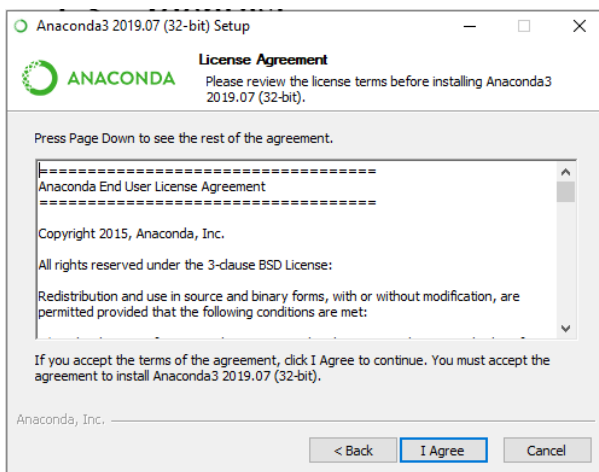 Anaconda3 2019.07 (32-bit) Setup
ANACONDA
License Agreement
Please review the license terms before installing Anaconda3
2019.07 (32-bit).
Press Page Down to see the rest of the agreement.
===================================
Anaconda End User License Agreement
===================================
Copyright 2015, Anaconda, Inc.
All rights reserved under the 3-clause BSD License:
Redistribution and use in source and binary forms, with or without modification, are
permitted provided that the following conditions are met:
If you accept the terms of the agreement, click I Agree to continue. You must accept the
agreement to install Anaconda3 2019.07 (32-bit).
Anaconda, Inc.
< Back
I Agree
Cancel